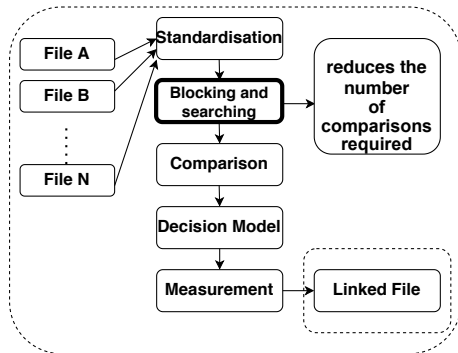 File A
File B
File N
Standardisation
Blocking and
searching
reduces the
number
of
comparisons
required
Comparison
Decision Model
Measurement
Linked File